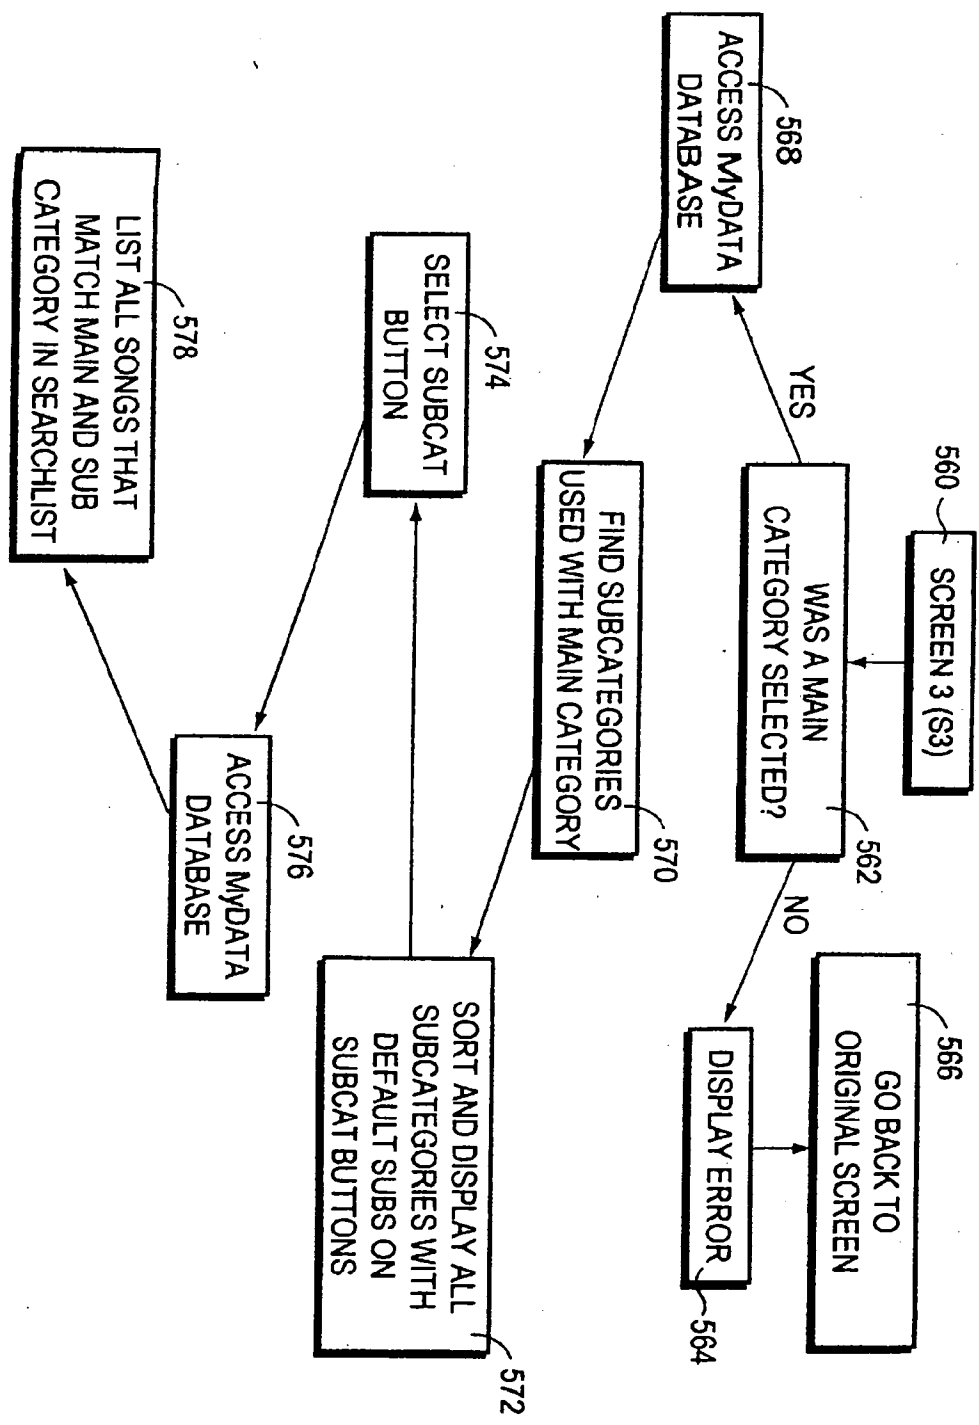 560
SCREEN 3 (S3)
566
GO BACK TO
ORIGINAL SCREEN
562
WAS A MAIN
CATEGORY SELECTED?
YES
NO
568
ACCESS MyDATA
DATABASE
DISPLAY ERROR
564
FIND SUBCATEGORIES
USED WITH MAIN CATEGORY
570
574
SELECT SUBCAT
BUTTON
SORT AND DISPLAY ALL
SUBCATEGORIES WITH
DEFAULT SUBS ON
SUBCAT BUTTONS
572
576
ACCESS MyDATA
DATABASE
578
LIST ALL SONGS THAT
MATCH MAIN AND SUB
CATEGORY IN SEARCHLIST